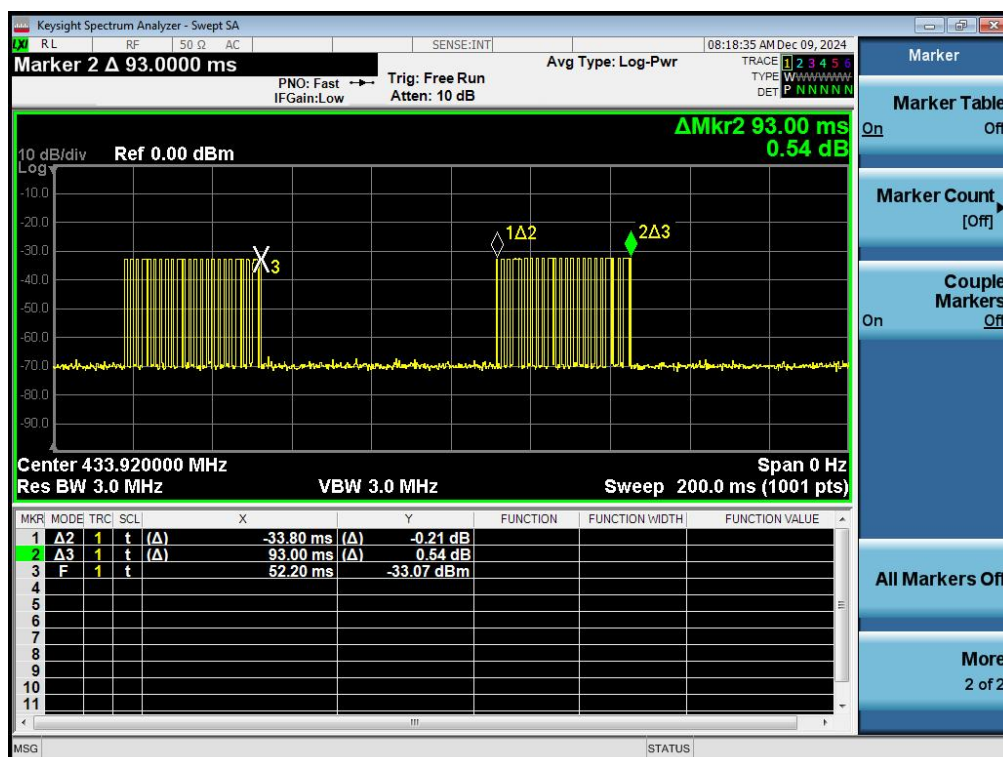 Keysight Spectrum Analyzer - Swept SA
LXI RL RF 50 Ω AC SENSE:INT 08:18:35 AM Dec 09, 2024
Marker 2 Δ 93.0000 ms
PNO: Fast
IFGain:Low
Trig: Free Run
Atten: 10 dB
Avg Type: Log-Pwr
TRACE 1 2 3 4 5 6
TYPE WWWWWW
DET P N N N N N
ΔMkr2 93.00 ms
0.54 dB
10 dB/div Ref 0.00 dBm
Log
-10.0
-20.0
-30.0
-40.0
-50.0
-60.0
-70.0
-80.0
-90.0
3
1Δ2
2Δ3
Center 433.920000 MHz Span 0 Hz
Res BW 3.0 MHz VBW 3.0 MHz Sweep 200.0 ms (1001 pts)
MKR MODE TRC SCL X Y FUNCTION FUNCTION WIDTH FUNCTION VALUE
1 Δ2 1 t (Δ) -33.80 ms (Δ) -0.21 dB
2 Δ3 1 t (Δ) 93.00 ms (Δ) 0.54 dB
3 F 1 t 52.20 ms -33.07 dBm
4
5
6
7
8
9
10
11
MSG STATUS
Marker
Marker Table
On Off
Marker Count
[Off]
Couple
Markers
On Off
All Markers Off
More
2 of 2